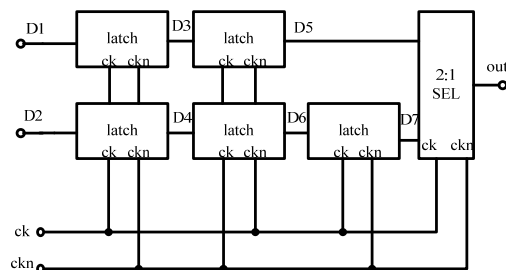 D1
latch
ck ckn
D3
latch
ck ckn
D5
2:1
SEL
ck ckn
out
D2
latch
ck ckn
D4
latch
ck ckn
D6
latch
ck ckn
D7
ck
ckn